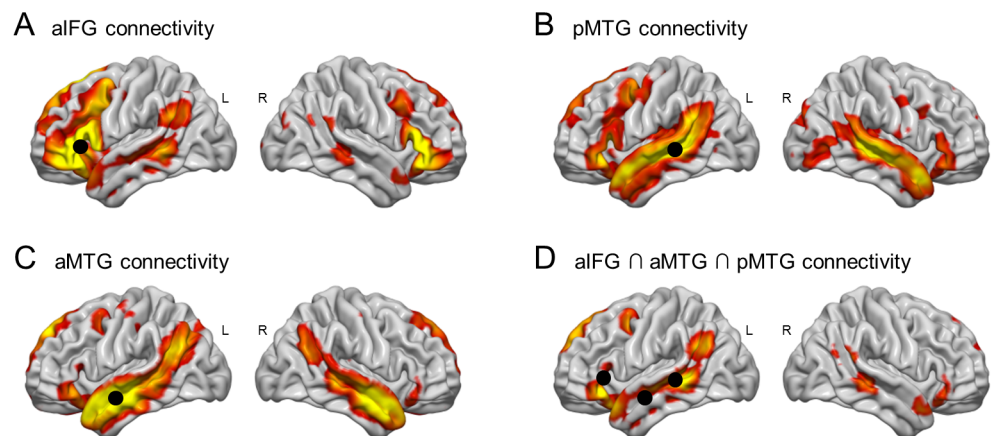 A aIFG connectivity
B pMTG connectivity
L R
L R
C aMTG connectivity
D aIFG ∩ aMTG ∩ pMTG connectivity
L R
L R